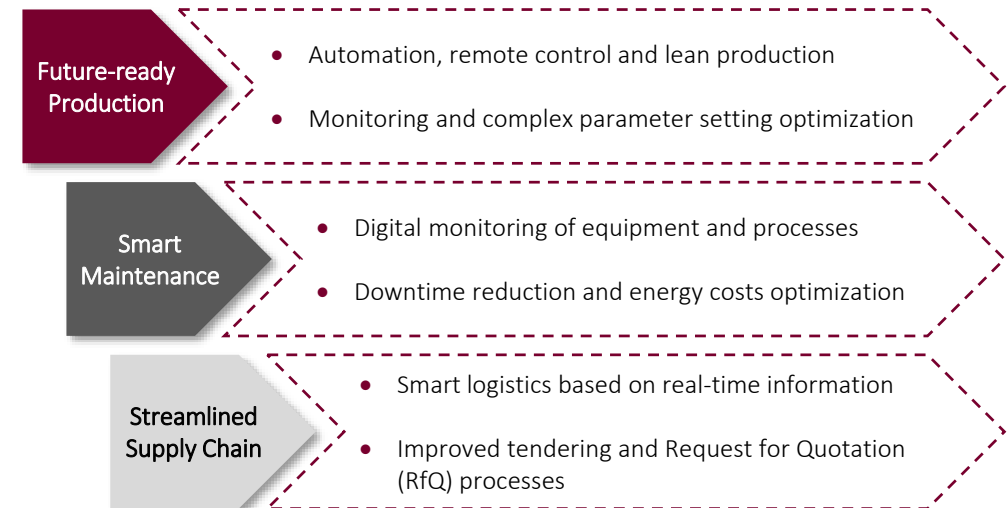 Future-ready
Production
• Automation, remote control and lean production
• Monitoring and complex parameter setting optimization
Smart
Maintenance
• Digital monitoring of equipment and processes
• Downtime reduction and energy costs optimization
Streamlined
Supply Chain
• Smart logistics based on real-time information
• Improved tendering and Request for Quotation
(RfQ) processes